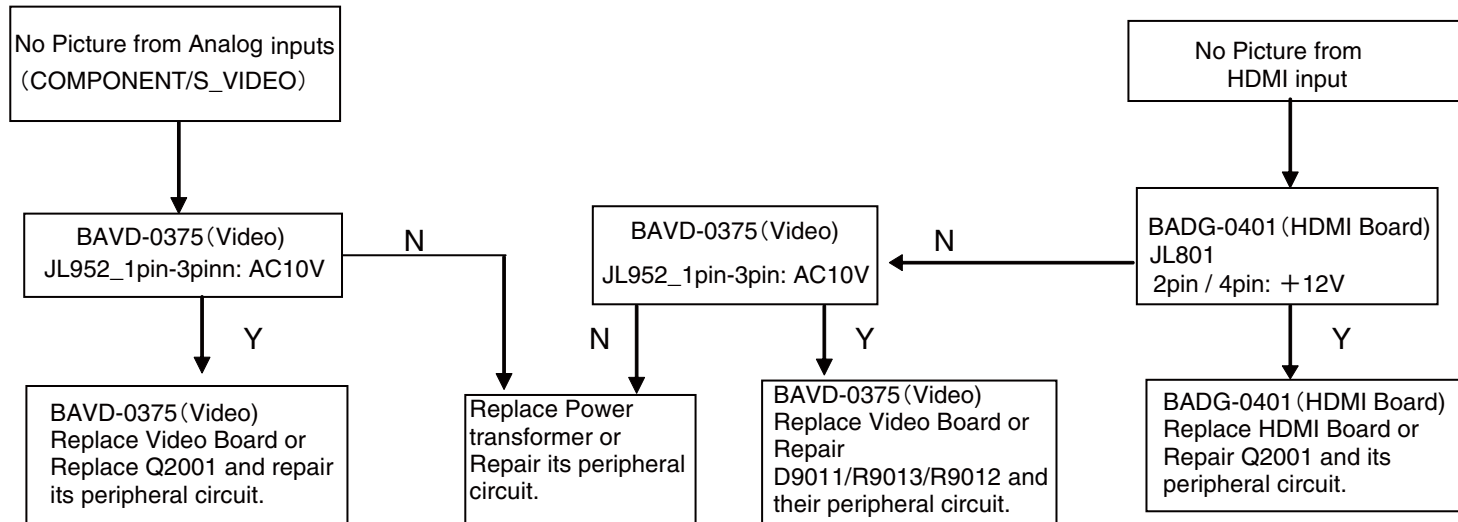 No Picture from Analog inputs
（COMPONENT/S_VIDEO）
No Picture from
HDMI input
BAVD-0375（Video）
JL952_1pin-3pinn: AC10V
N
BAVD-0375（Video）
JL952_1pin-3pin: AC10V
N
BADG-0401（HDMI Board）
JL801
2pin / 4pin: ＋12V
Y
N
Y
Y
BAVD-0375（Video）
Replace Video Board or
Replace Q2001 and repair
its peripheral circuit.
Replace Power
transformer or
Repair its peripheral
circuit.
BAVD-0375（Video）
Replace Video Board or
Repair
D9011/R9013/R9012 and
their peripheral circuit.
BADG-0401（HDMI Board）
Replace HDMI Board or
Repair Q2001 and its
peripheral circuit.